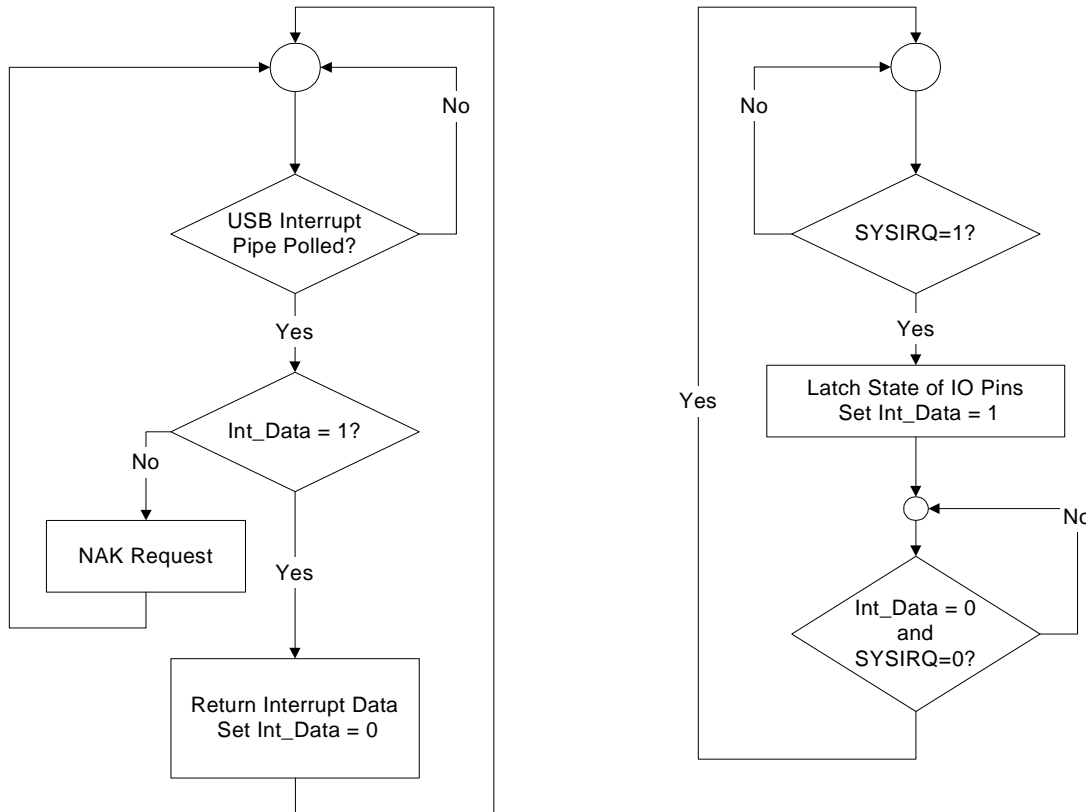 No
USB Interrupt
Pipe Polled?
Yes
Int_Data = 1?
No
NAK Request
Yes
Return Interrupt Data
Set Int_Data = 0
No
SYSIRQ=1?
Yes
Latch State of IO Pins
Set Int_Data = 1
Yes
No
Int_Data = 0
and
SYSIRQ=0?